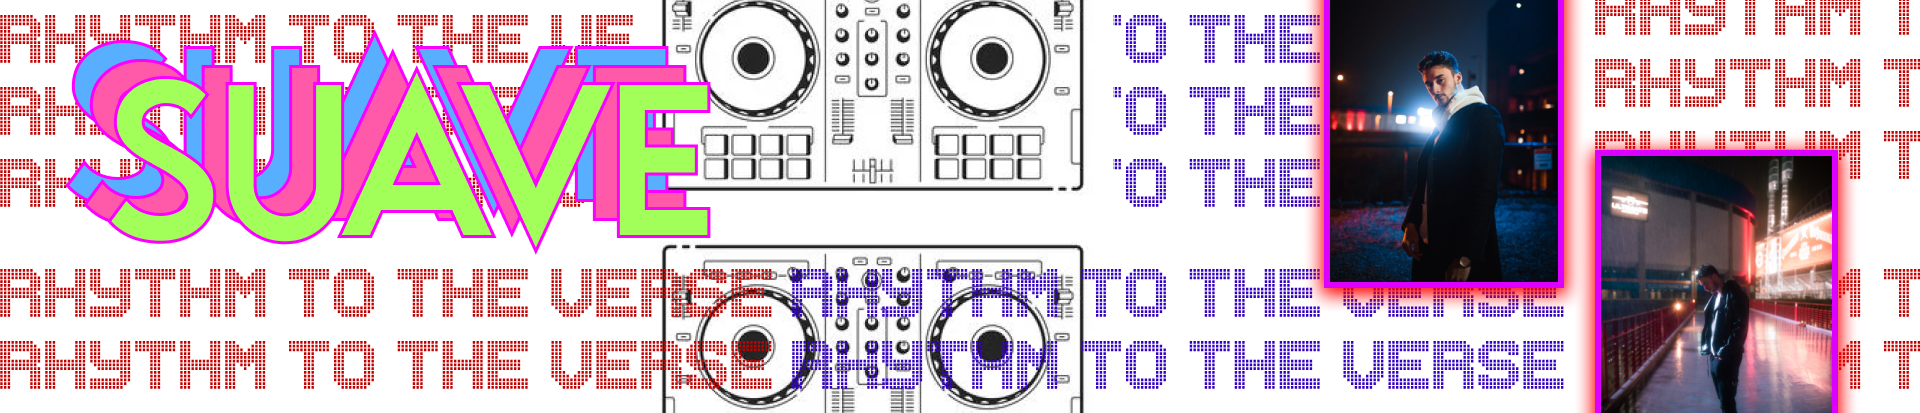 RHYTHM TO THE VE TO THE RHYTHM T
SUAVE
RHYTHM TO THE RHYTHM T
RH TO THE RHYTHM T
RHYTHM TO THE VERSE RHYTHM TO THE VERSE T
RHYTHM TO THE VERSE RHYTHM TO THE VERSE T